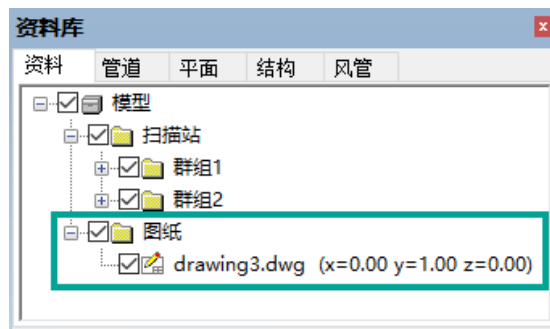 资料库
资料 管道 平面 结构 风管
模型
扫描站
群组1
群组2
图纸
drawing3.dwg (x=0.00 y=1.00 z=0.00)